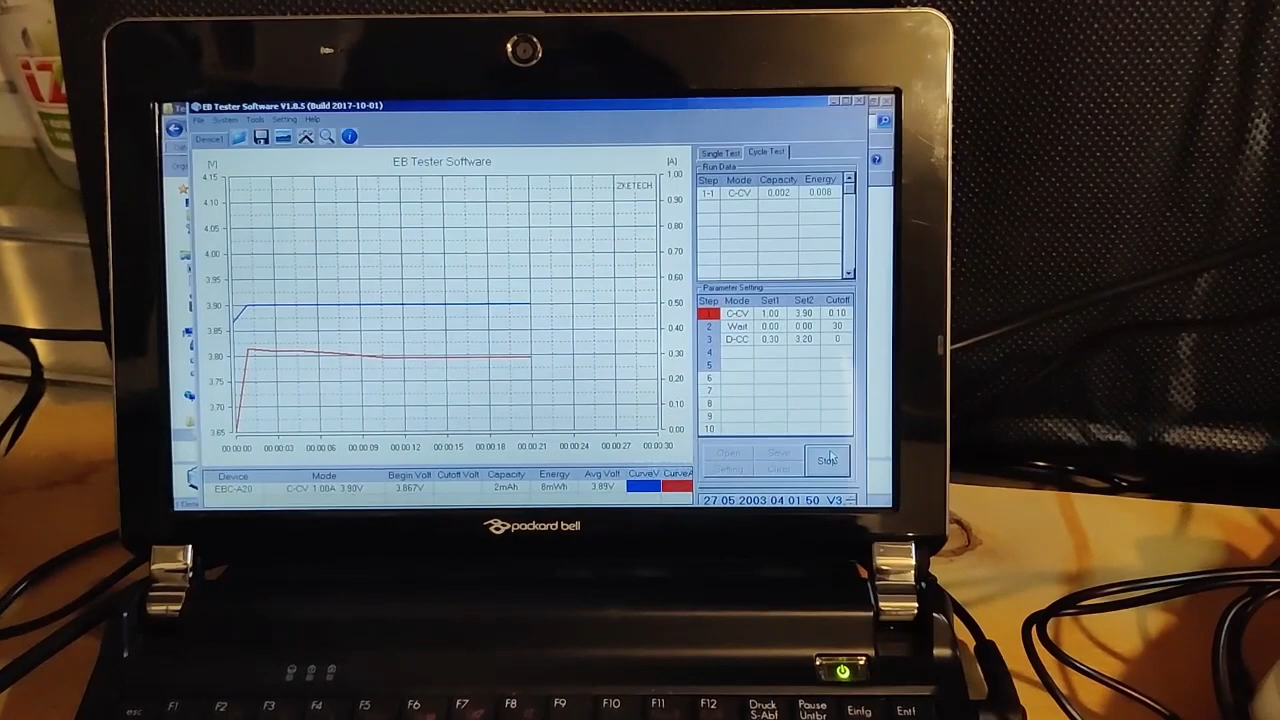 EB Tester Software V1.8.5 (Build 2017-10-01)
File System Tools Setting Help
Device1
Single Test Cycle Test
[V] EB Tester Software [A]
ZKETECH
4.15
4.10
4.05
4.00
3.95
3.90
3.85
3.80
3.75
3.70
3.65
1.00
0.90
0.80
0.70
0.60
0.50
0.40
0.30
0.20
0.10
0.00
00:00:00 00:00:03 00:00:06 00:00:09 00:00:12 00:00:15 00:00:18 00:00:21 00:00:24 00:00:27 00:00:30
Run Data
Step Mode Capacity Energy
1-1 C-CV 0.002 0.008
Parameter Setting
Step Mode Set1 Set2 Cutoff
1 C-CV 1.00 3.90 0.10
2 Wait 0.00 0.00 30
3 D-CC 0.30 3.20 0
4
5
6
7
8
9
10
Open Save
Setting Clear
Stop
Device Mode Begin Volt Cutoff Volt Capacity Energy Avg Volt CurveV CurveA
EBC-A20 C-CV 1.00A 3.90V 3.867V 2mAh 8mWh 3.89V
27.05.2003 04:01:50 V3.
packard bell
esc F1 F2 F3 F4 F5 F6 F7 F8 F9 F10 F11 F12 Druck Pause Einfg Entf
S-Abf Untbr